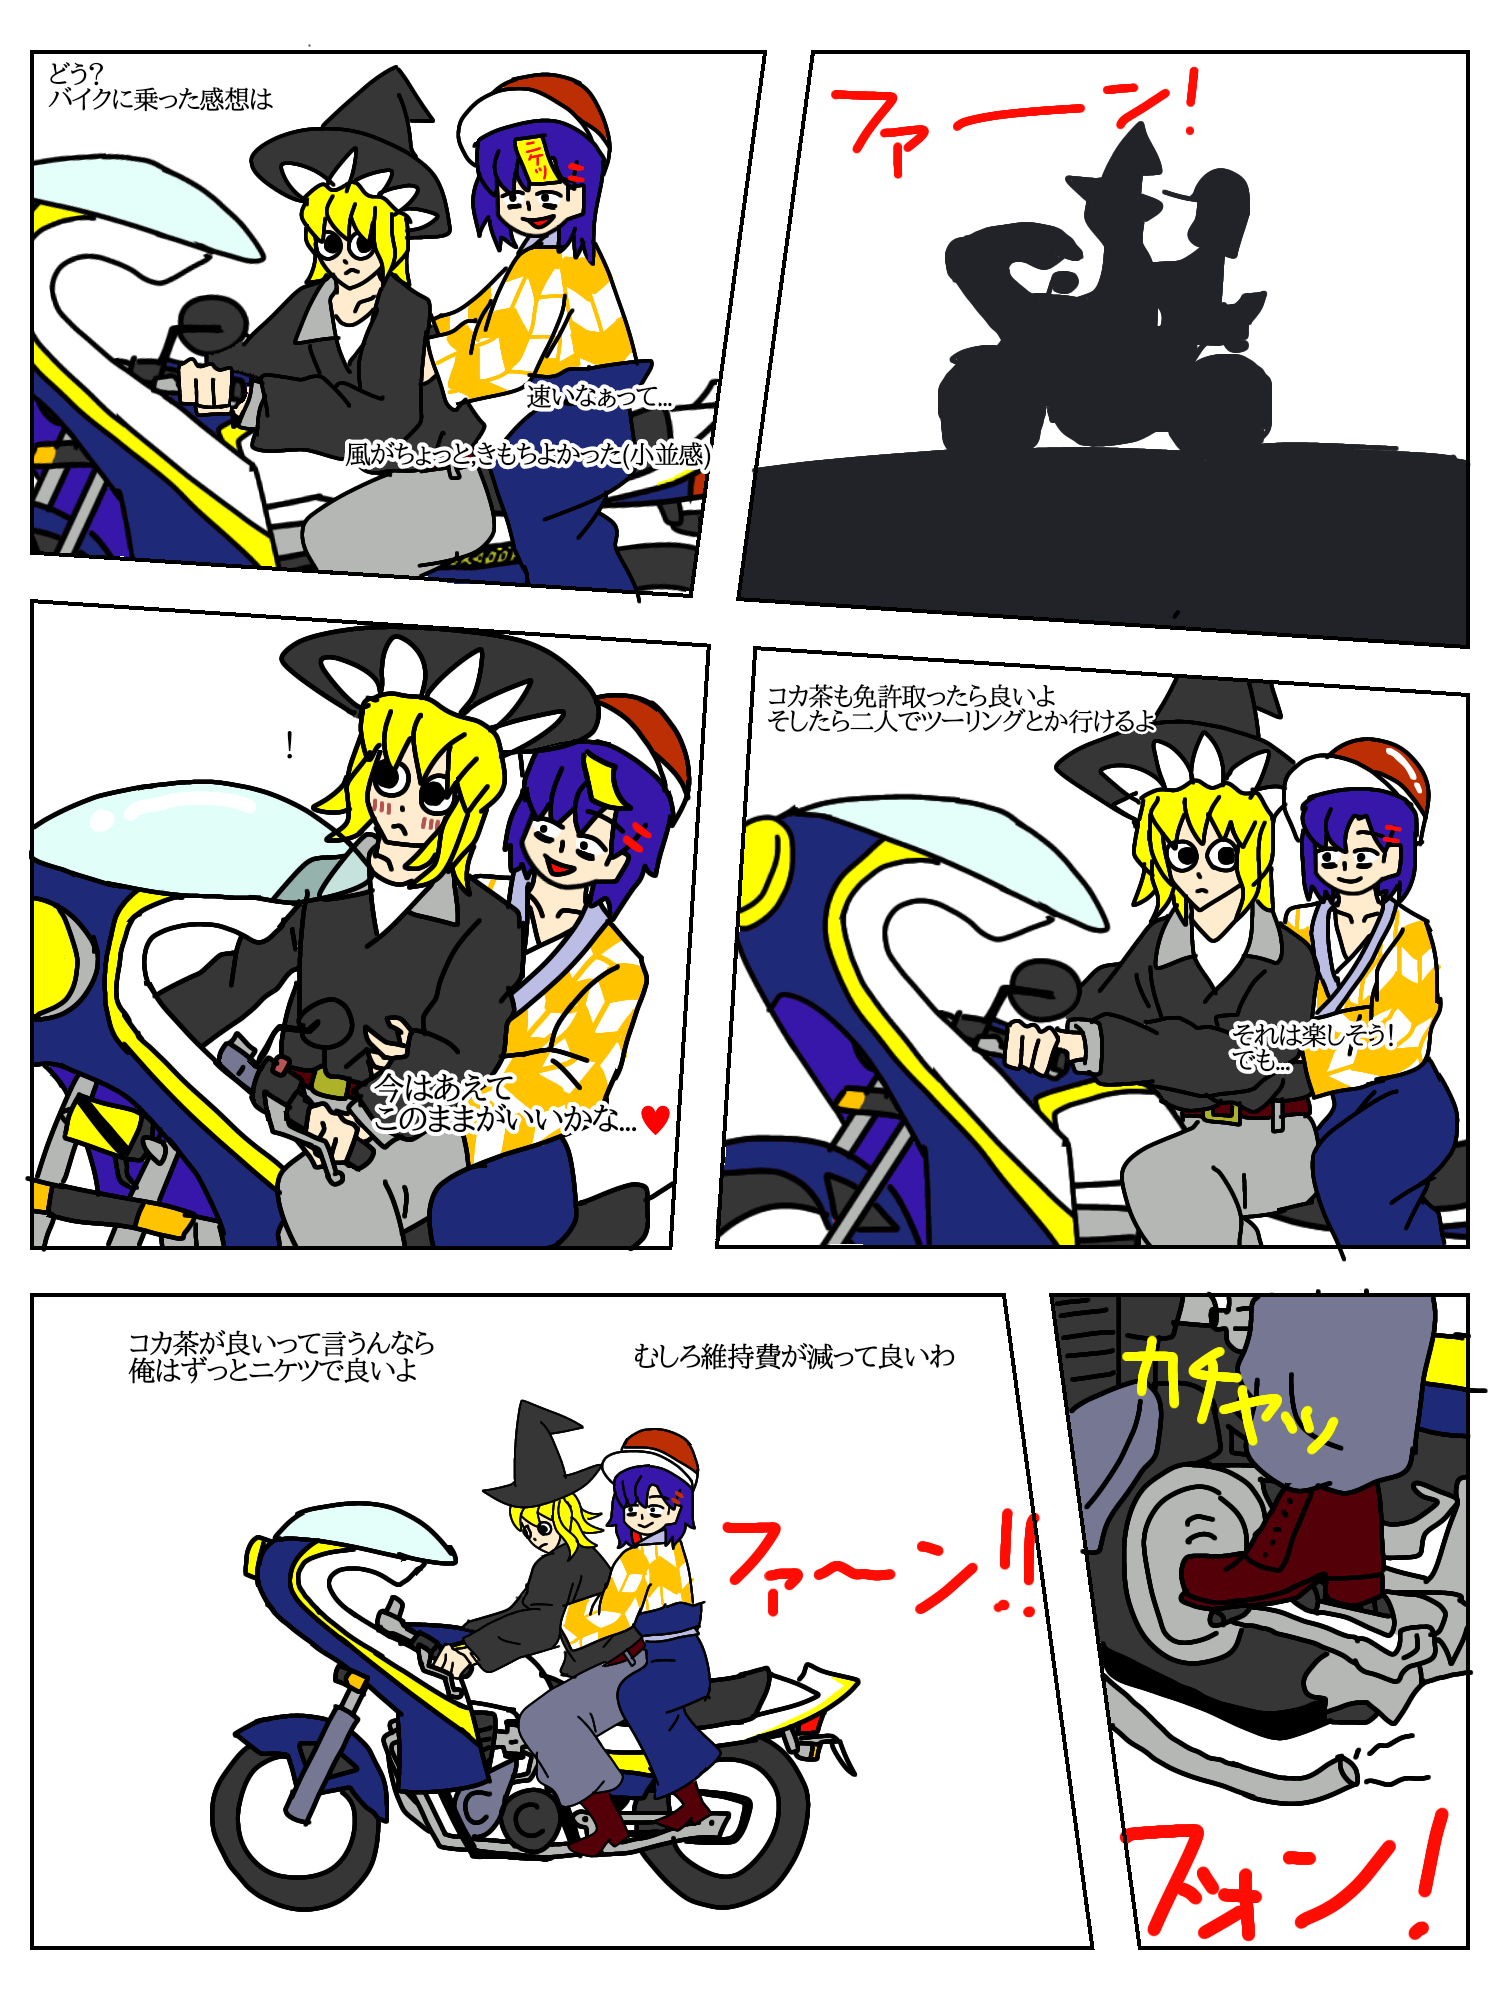 ファーン!
どう?
バイクに乗った感想は
ニケツ
速いなぁって...
風がちょっと,きもちよかった(小並感)
コカ茶も免許取ったら良いよ
そしたら二人でツーリングとか行けるよ
それは楽しそう!
でも...
!
今はあえて
このままがいいかな...♥
カチャッ
ブォン!
コカ茶が良いって言うんなら
俺はずっとニケツで良いよ
むしろ維持費が減って良いわ
ファ〜ン!!